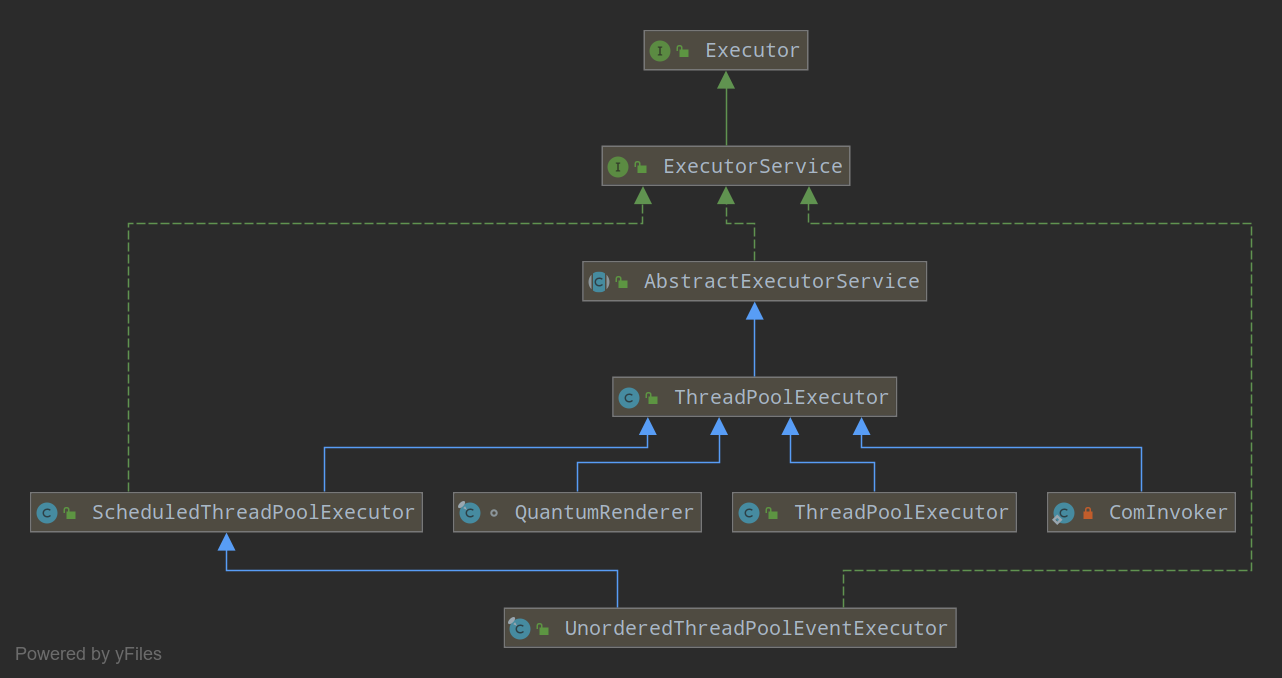 Executor
ExecutorService
AbstractExecutorService
ThreadPoolExecutor
ScheduledThreadPoolExecutor
QuantumRenderer
ThreadPoolExecutor
ComInvoker
UnorderedThreadPoolEventExecutor
Powered by yFiles